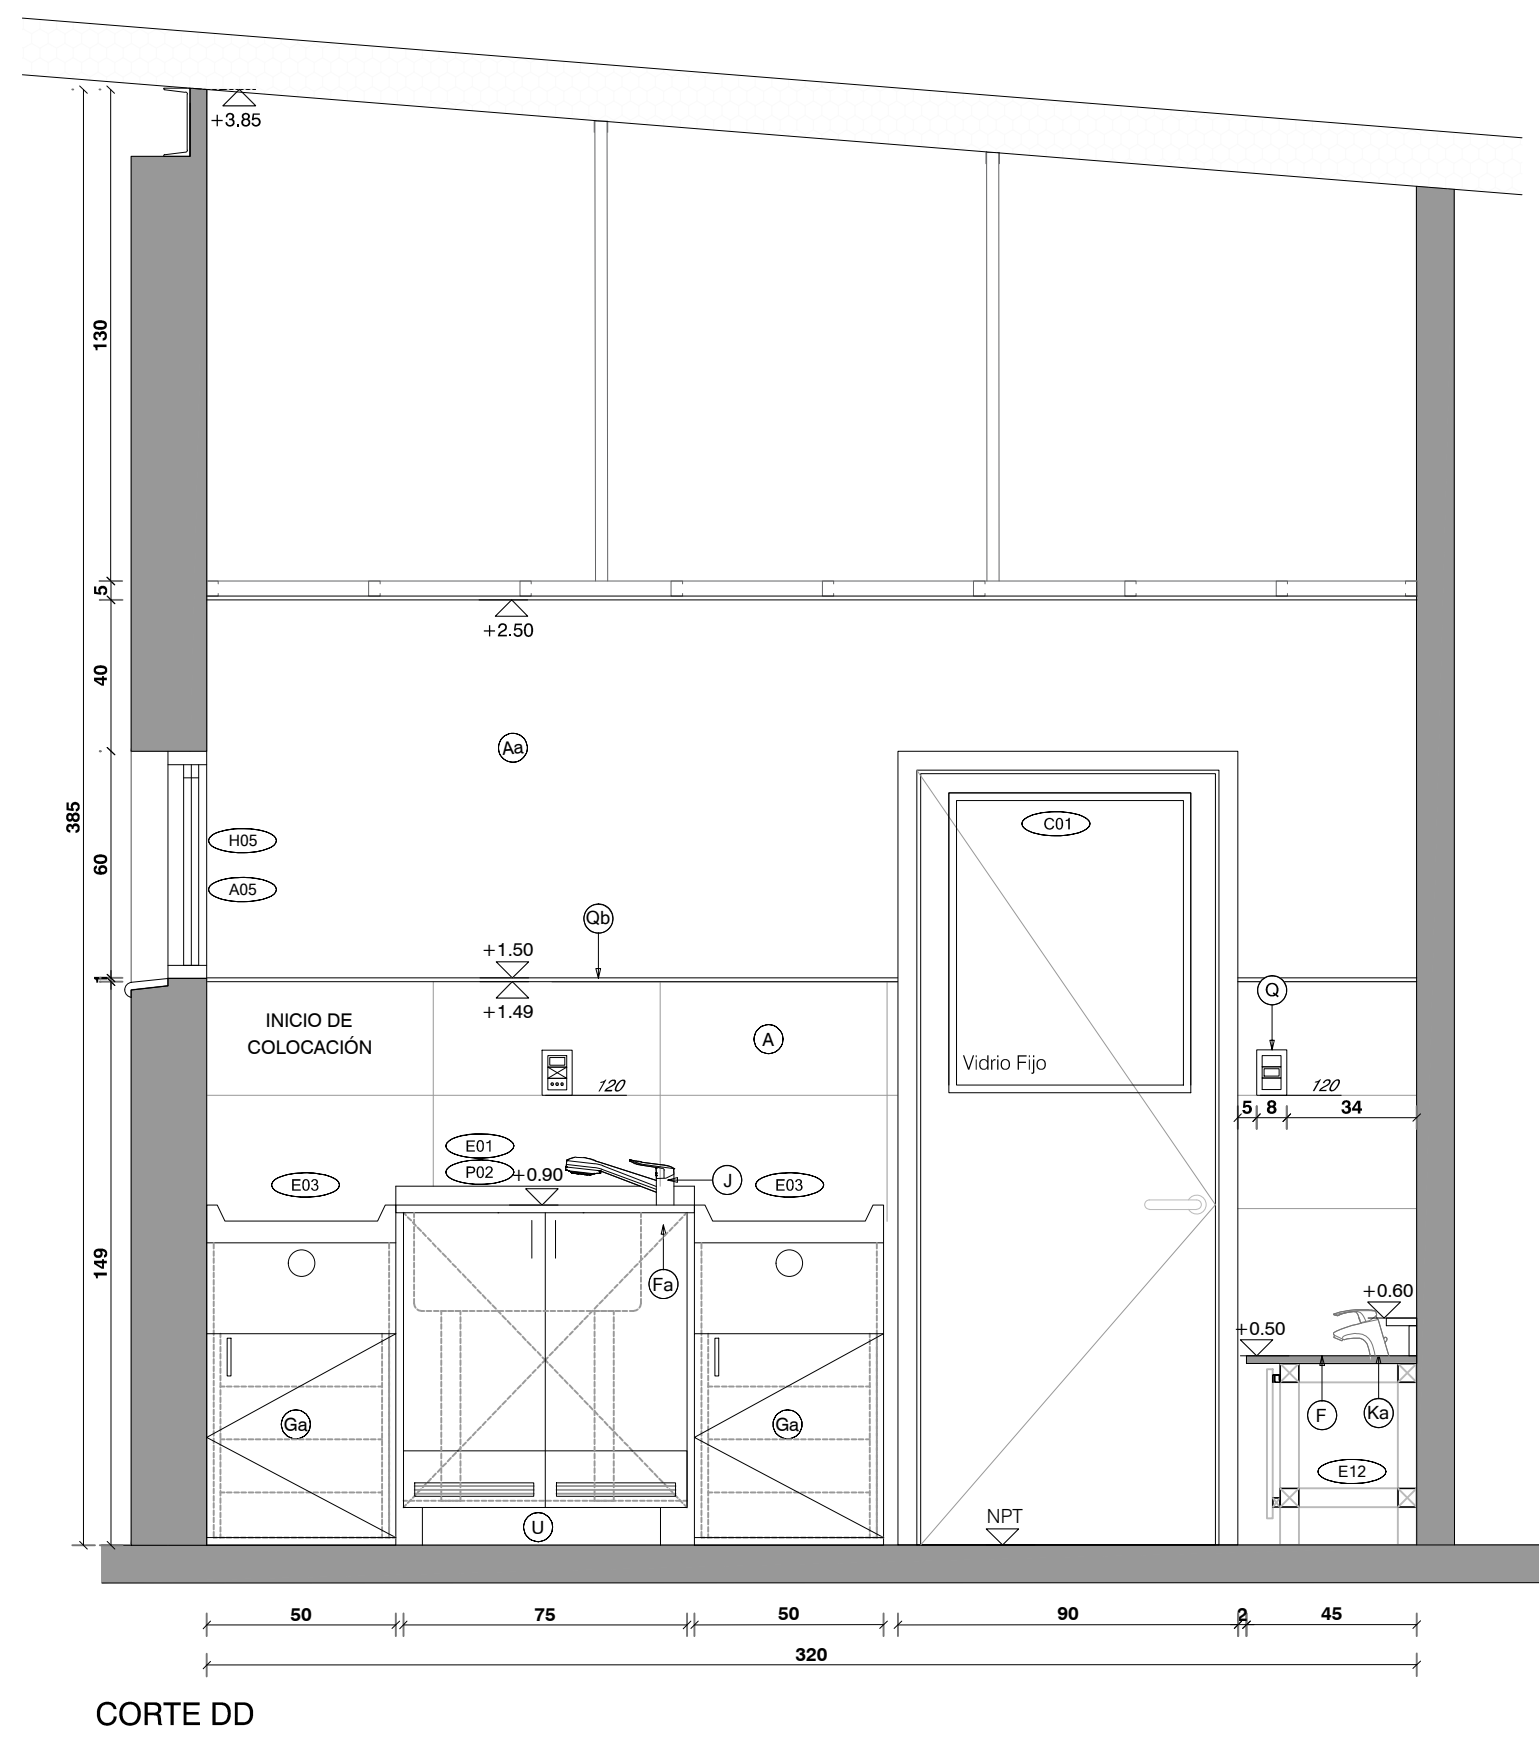 +3.85
130
5
+2.50
40
Aa
385
H05
C01
60
A05
Qb
+1.50
1
Q
+1.49
INICIO DE
COLOCACIÓN
A
Vidrio Fijo
120
120
5 8 34
E01
P02
+0.90
J
E03
E03
149
Fa
+0.60
+0.50
Ga
Ga
F
Ka
E12
NPT
U
50 75 50 90 2 45
320
CORTE DD